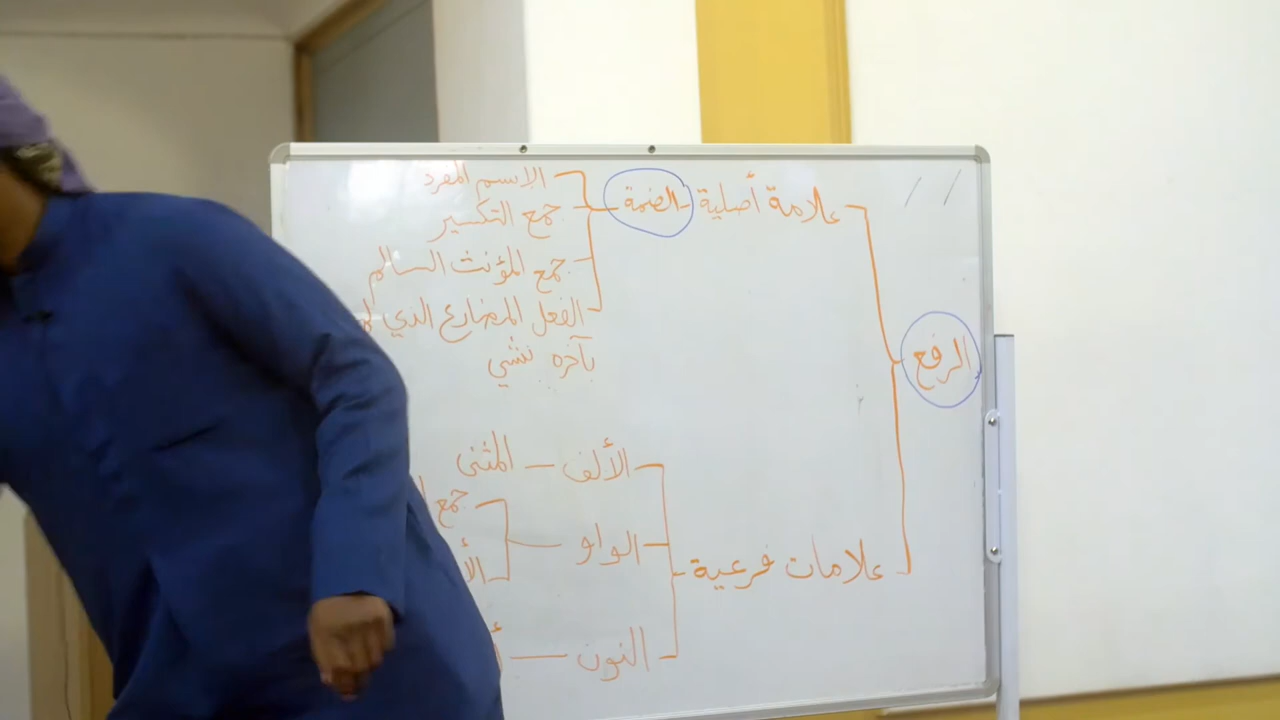 الرفع
علامة أصلية - الضمة
الاسم المفرد
جمع التكسير
جمع المؤنث السالم
الفعل المضارع الذي لم
بآخره شيء
علامات فرعية
الألف - المثنى
الواو
جمع
النون